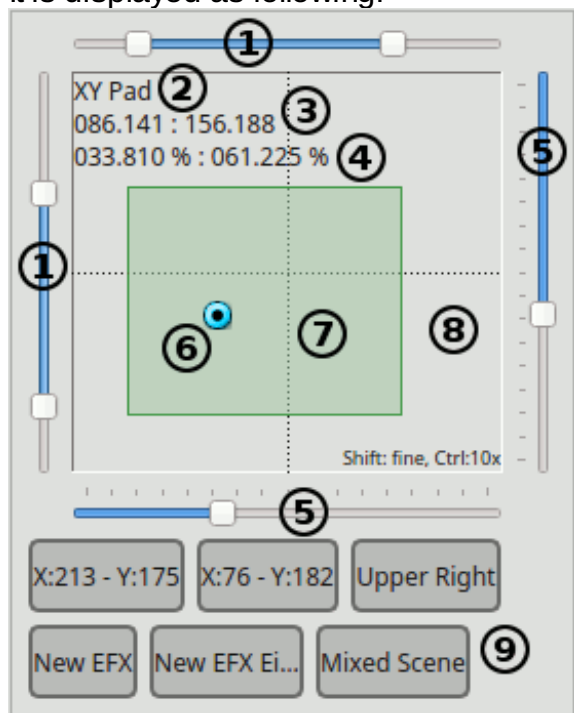 it is displayed as following:
1
XY Pad 2
086.141 : 156.188 3
033.810 % : 061.225 % 4
5
1
6
7
8
Shift: fine, Ctrl:10x
5
X:213 - Y:175
X:76 - Y:182
Upper Right
New EFX
New EFX Ei...
Mixed Scene
9